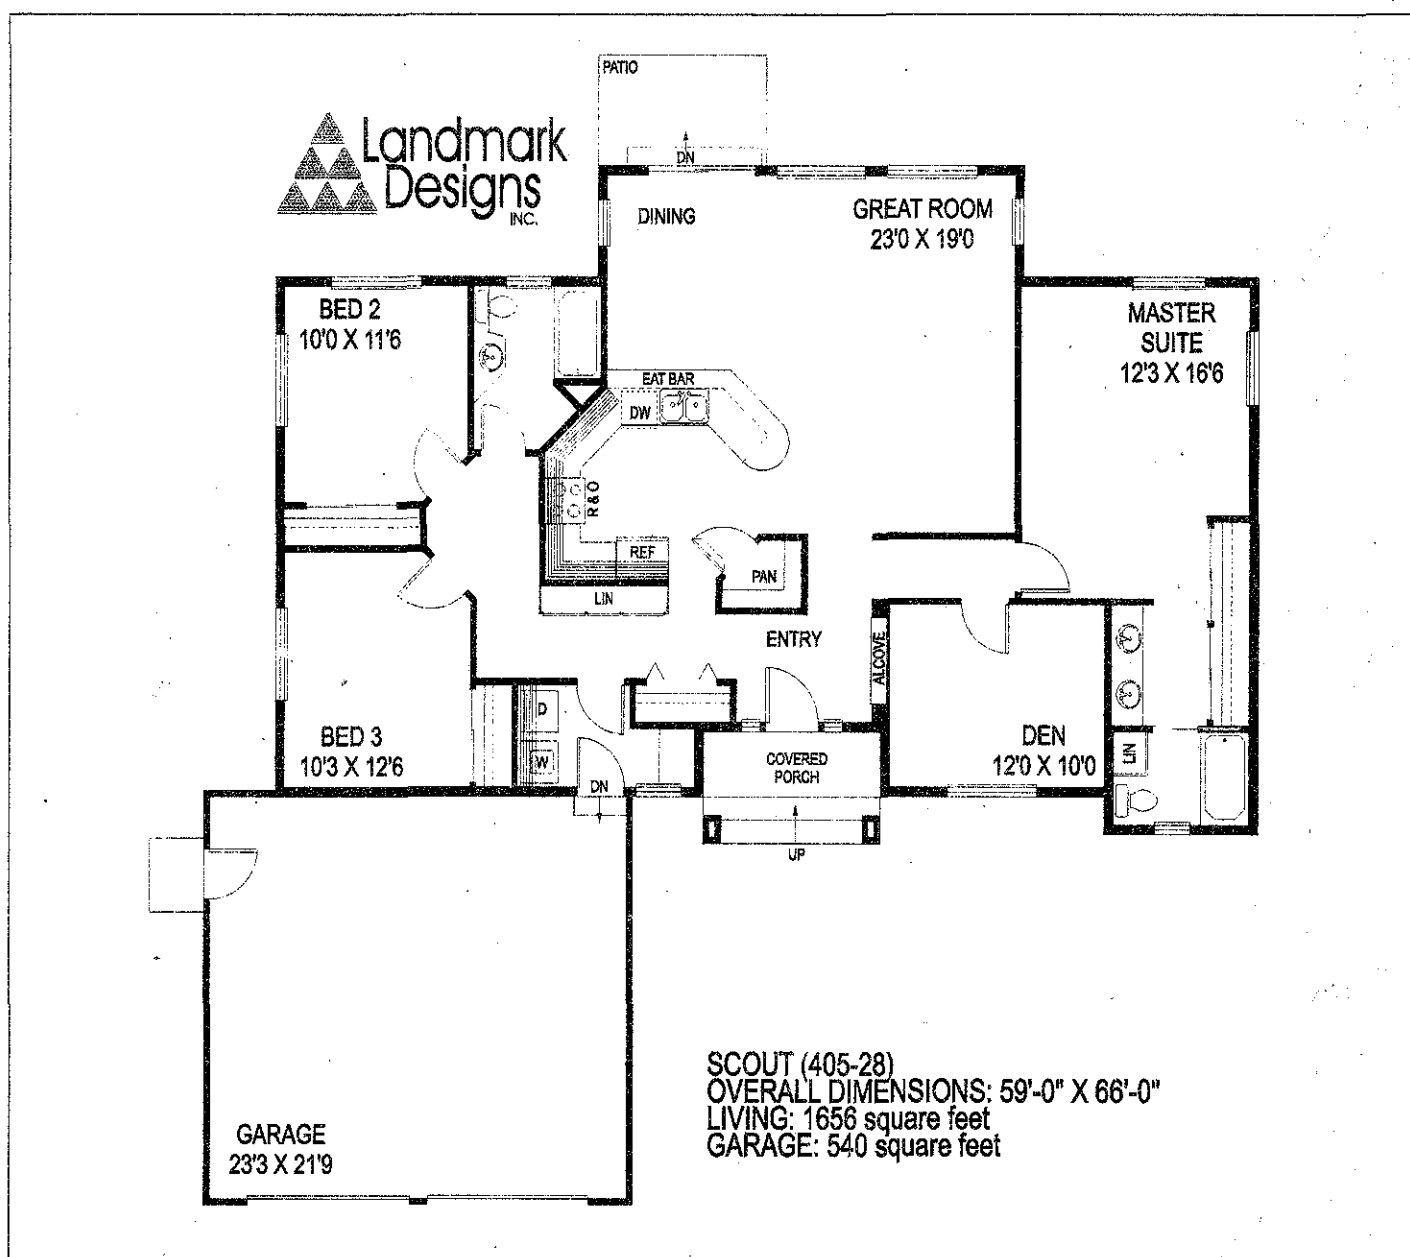 PATIO
Landmark
Designs
INC.
DN
DINING
GREAT ROOM
23'0 X 19'0
BED 2
10'0 X 11'6
MASTER
SUITE
12'3 X 16'6
EAT BAR
DW
R & O
REF
PAN
LIN
ENTRY
ALCOVE
D
W
BED 3
10'3 X 12'6
DN
COVERED
PORCH
UP
DEN
12'0 X 10'0
LIN
SCOUT (405-28)
OVERALL DIMENSIONS: 59'-0" X 66'-0"
LIVING: 1656 square feet
GARAGE: 540 square feet
GARAGE
23'3 X 21'9